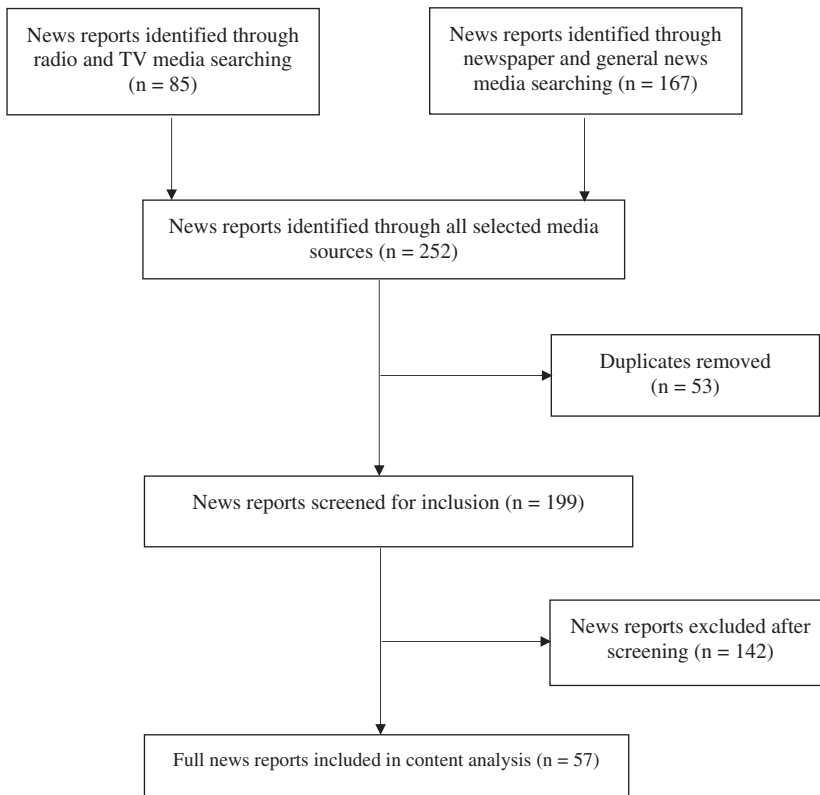 News reports identified through
radio and TV media searching
(n = 85)
News reports identified through
newspaper and general news
media searching (n = 167)
News reports identified through all selected media
sources (n = 252)
Duplicates removed
(n = 53)
News reports screened for inclusion (n = 199)
News reports excluded after
screening (n = 142)
Full news reports included in content analysis (n = 57)